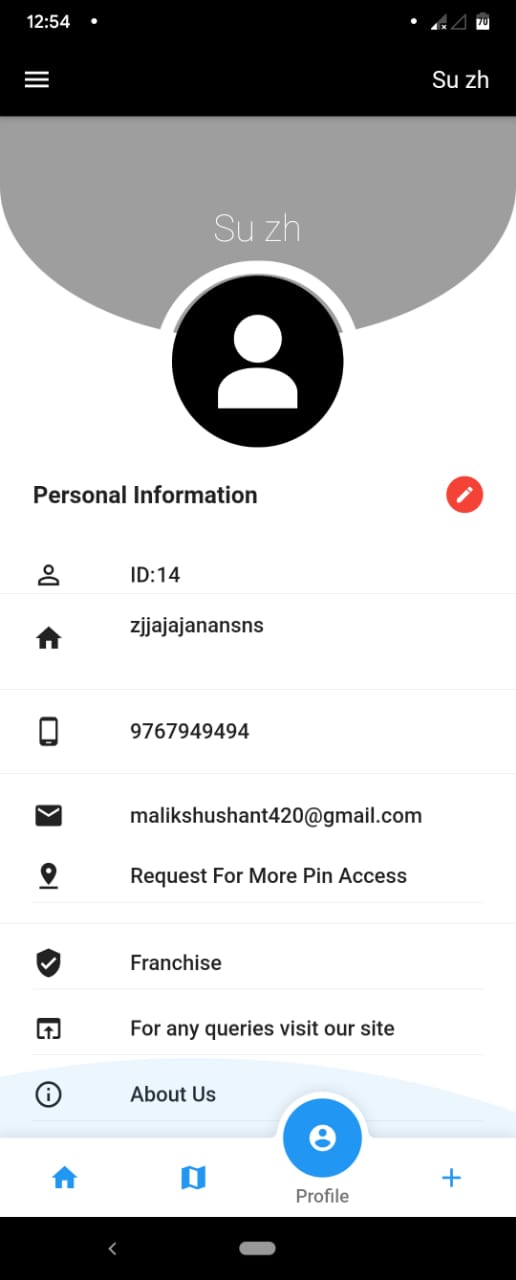 12:54
70
Su zh
Su zh
Personal Information
ID:14
zjjajajanansns
9767949494
malikshushant420@gmail.com
Request For More Pin Access
Franchise
For any queries visit our site
About Us
Profile